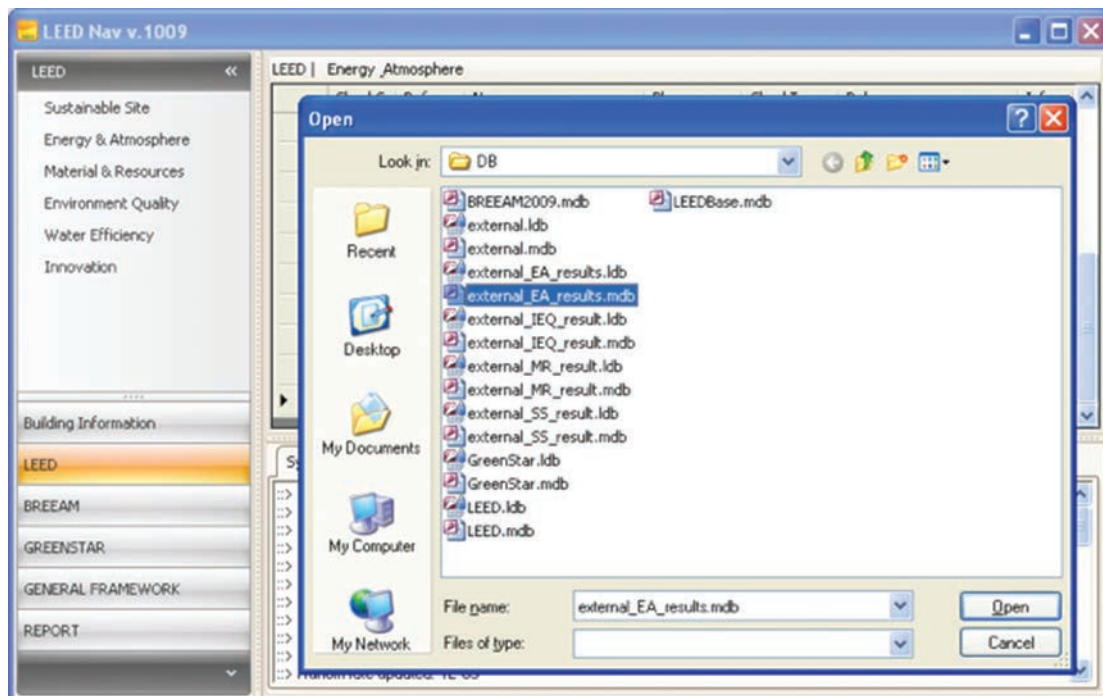 LEED Nav v.1009
LEED
Sustainable Site
Energy & Atmosphere
Material & Resources
Environment Quality
Water Efficiency
Innovation
Building Information
LEED
BREEAM
GREENSTAR
GENERAL FRAMEWORK
REPORT
LEED | Energy_Atmosphere
Open
Look in: DB
Recent
Desktop
My Documents
My Computer
My Network
BREEAM2009.mdb
external.ldb
external.mdb
external_EA_results.ldb
external_EA_results.mdb
external_IEQ_result.ldb
external_IEQ_result.mdb
external_MR_result.ldb
external_MR_result.mdb
external_SS_result.ldb
external_SS_result.mdb
GreenStar.ldb
GreenStar.mdb
LEED.ldb
LEED.mdb
LEEDBase.mdb
File name: external_EA_results.mdb
Open
Files of type:
Cancel